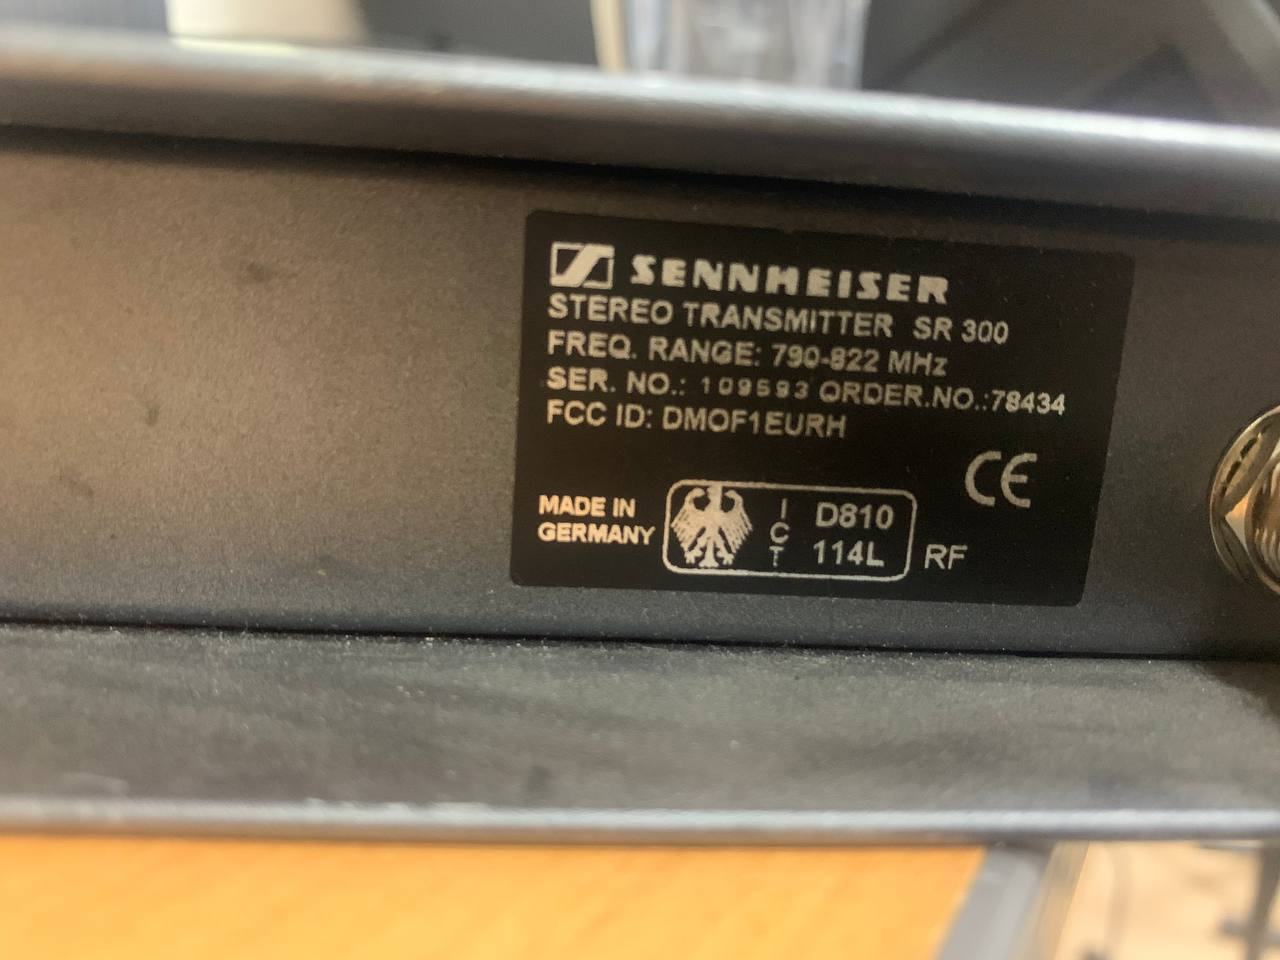 SENNHEISER
STEREO TRANSMITTER SR 300
FREQ. RANGE: 790-822 MHz
SER. NO.: 109593 ORDER.NO.:78434
FCC ID: DMOF1EURH
CE
MADE IN
GERMANY
ICT
D810
114L
RF